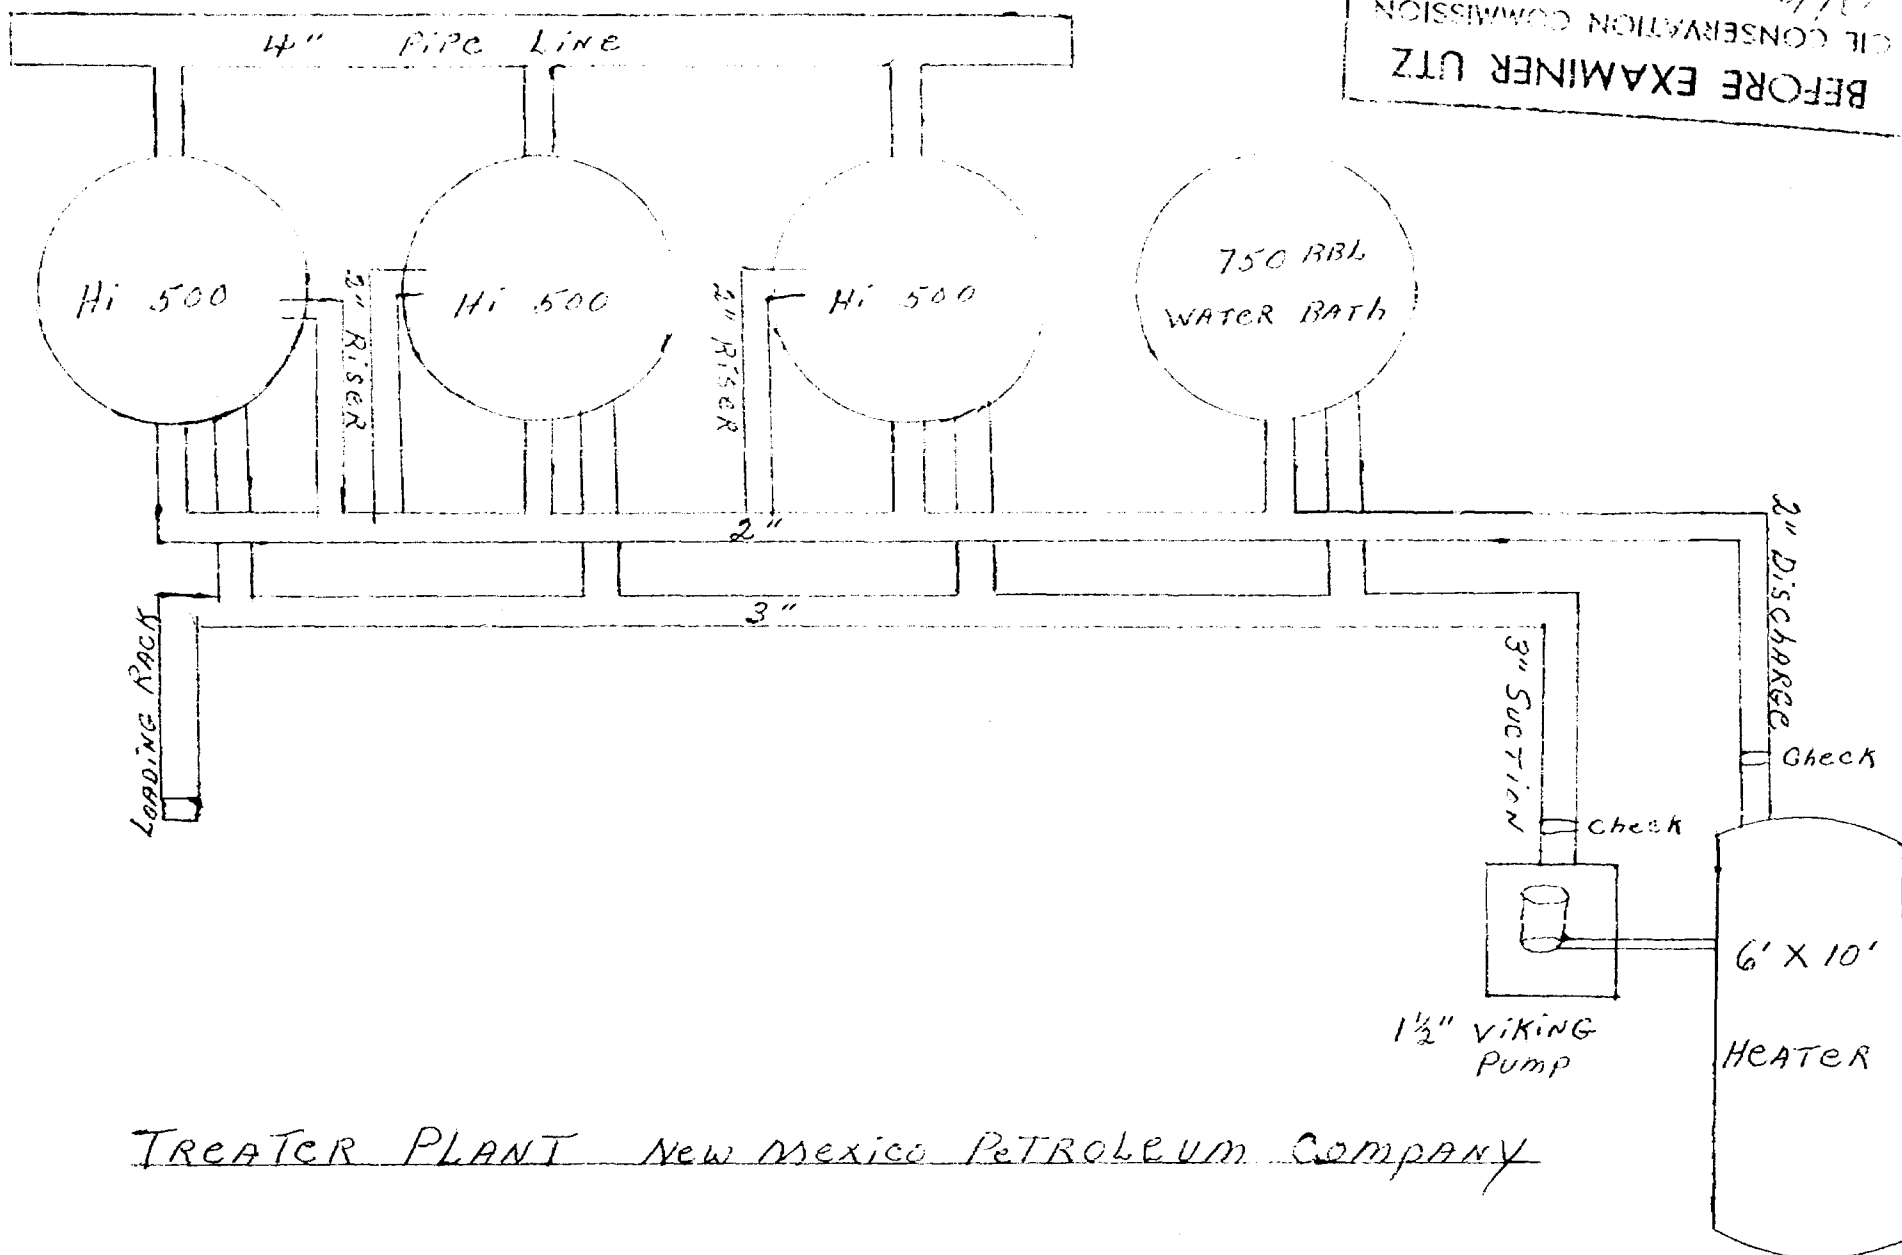 4" PiPe LiNe
OIL CONSERVATION COMMISSION
BEFORE EXAMINER UTZ
Hi 500
2" RiSeR
Hi 500
2" RiSeR
Hi 500
750 BBL
WATeR BATh
2"
3"
LOADiNG RACK
3" SucTioN
2" DiSchARGe
Check
Check
1½" ViKiNG
PumP
6' X 10'
HeATeR
TReATeR PLANT New Mexico PeTROLeum CompANY